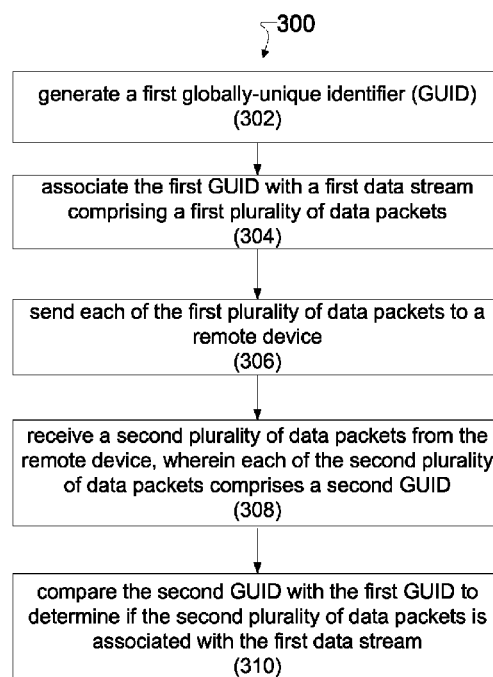 300
generate a first globally-unique identifier (GUID)
(302)
associate the first GUID with a first data stream
comprising a first plurality of data packets
(304)
send each of the first plurality of data packets to a
remote device
(306)
receive a second plurality of data packets from the
remote device, wherein each of the second plurality
of data packets comprises a second GUID
(308)
compare the second GUID with the first GUID to
determine if the second plurality of data packets is
associated with the first data stream
(310)